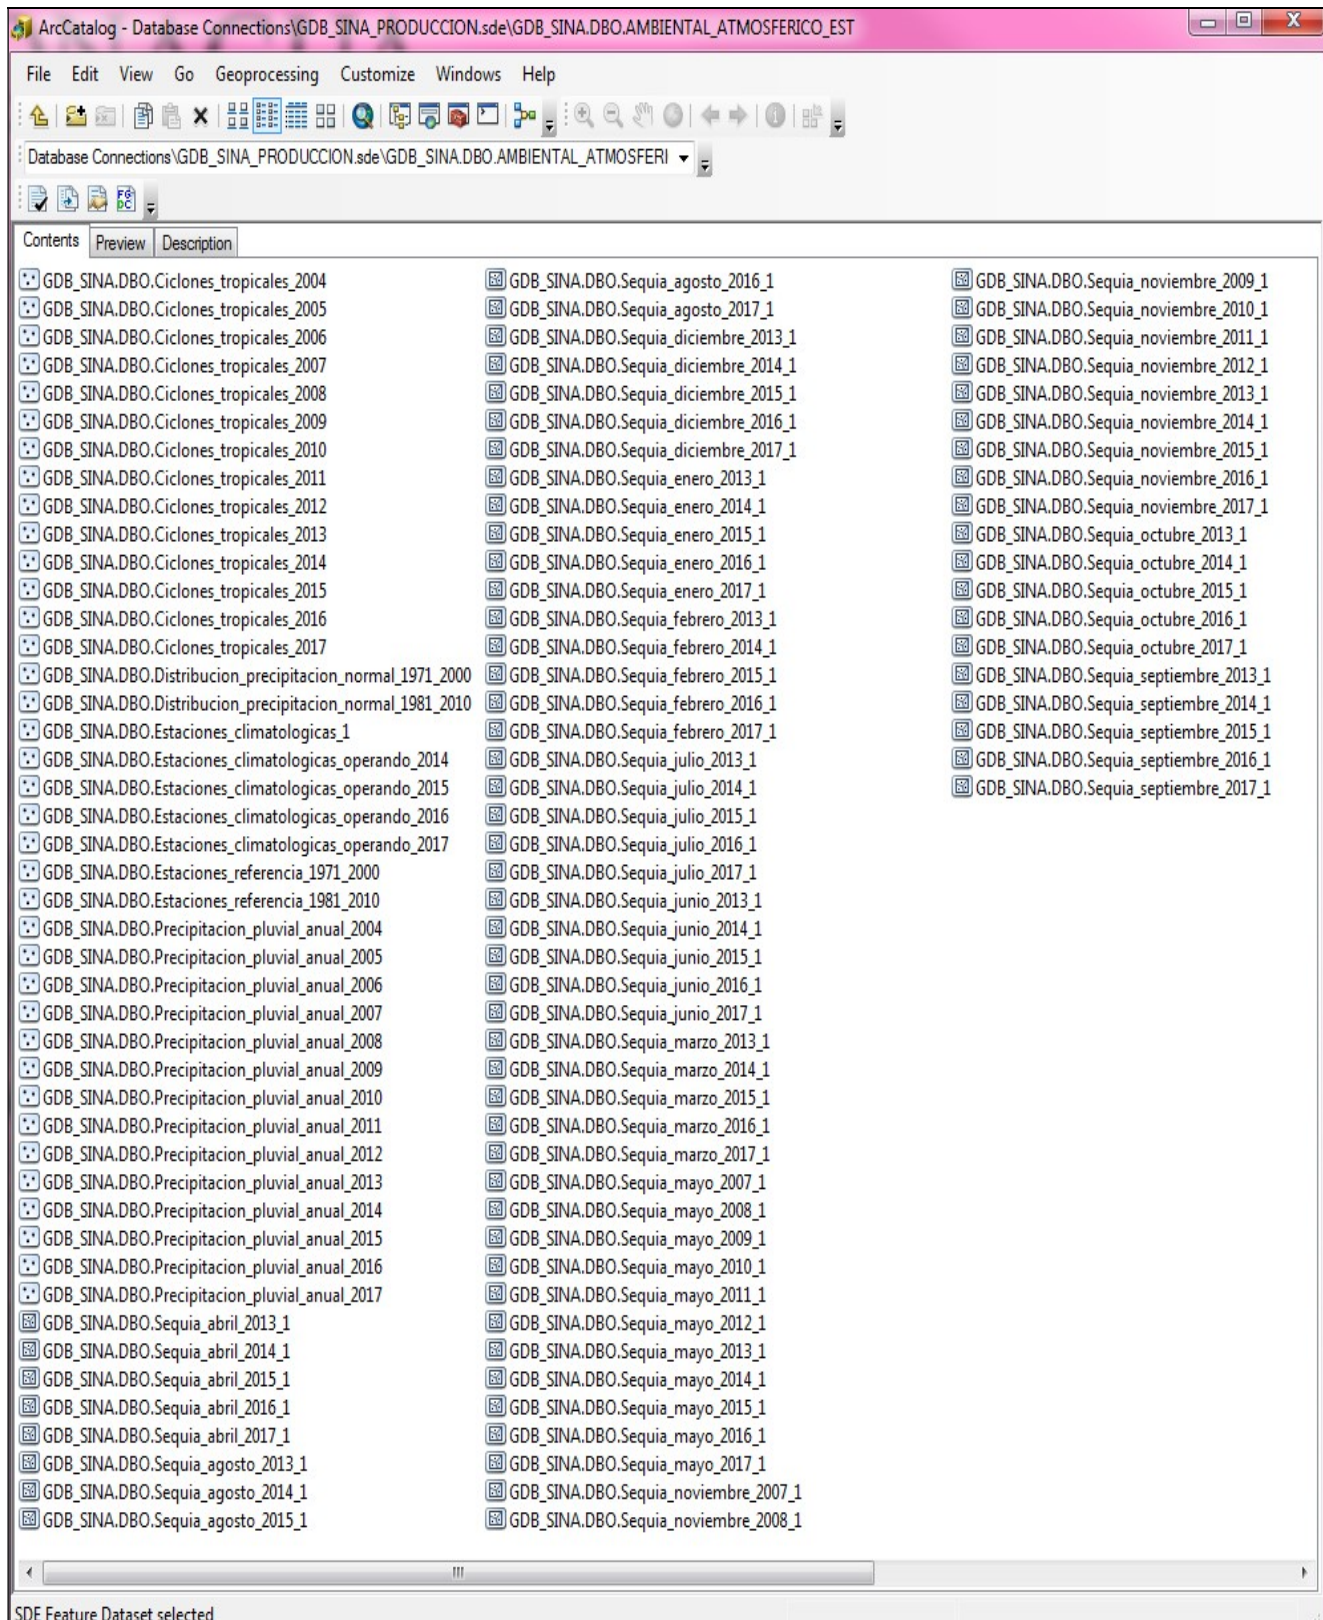 ArcCatalog - Database Connections\GDB_SINA_PRODUCCION.sde\GDB_SINA.DBO.AMBIENTAL_ATMOSFERICO_EST
File Edit View Go Geoprocessing Customize Windows Help
Database Connections\GDB_SINA_PRODUCCION.sde\GDB_SINA.DBO.AMBIENTAL_ATMOSFERI
Contents Preview Description
GDB_SINA.DBO.Ciclones_tropicales_2004
GDB_SINA.DBO.Ciclones_tropicales_2005
GDB_SINA.DBO.Ciclones_tropicales_2006
GDB_SINA.DBO.Ciclones_tropicales_2007
GDB_SINA.DBO.Ciclones_tropicales_2008
GDB_SINA.DBO.Ciclones_tropicales_2009
GDB_SINA.DBO.Ciclones_tropicales_2010
GDB_SINA.DBO.Ciclones_tropicales_2011
GDB_SINA.DBO.Ciclones_tropicales_2012
GDB_SINA.DBO.Ciclones_tropicales_2013
GDB_SINA.DBO.Ciclones_tropicales_2014
GDB_SINA.DBO.Ciclones_tropicales_2015
GDB_SINA.DBO.Ciclones_tropicales_2016
GDB_SINA.DBO.Ciclones_tropicales_2017
GDB_SINA.DBO.Distribucion_precipitacion_normal_1971_2000
GDB_SINA.DBO.Distribucion_precipitacion_normal_1981_2010
GDB_SINA.DBO.Estaciones_climatologicas_1
GDB_SINA.DBO.Estaciones_climatologicas_operando_2014
GDB_SINA.DBO.Estaciones_climatologicas_operando_2015
GDB_SINA.DBO.Estaciones_climatologicas_operando_2016
GDB_SINA.DBO.Estaciones_climatologicas_operando_2017
GDB_SINA.DBO.Estaciones_referencia_1971_2000
GDB_SINA.DBO.Estaciones_referencia_1981_2010
GDB_SINA.DBO.Precipitacion_pluvial_anual_2004
GDB_SINA.DBO.Precipitacion_pluvial_anual_2005
GDB_SINA.DBO.Precipitacion_pluvial_anual_2006
GDB_SINA.DBO.Precipitacion_pluvial_anual_2007
GDB_SINA.DBO.Precipitacion_pluvial_anual_2008
GDB_SINA.DBO.Precipitacion_pluvial_anual_2009
GDB_SINA.DBO.Precipitacion_pluvial_anual_2010
GDB_SINA.DBO.Precipitacion_pluvial_anual_2011
GDB_SINA.DBO.Precipitacion_pluvial_anual_2012
GDB_SINA.DBO.Precipitacion_pluvial_anual_2013
GDB_SINA.DBO.Precipitacion_pluvial_anual_2014
GDB_SINA.DBO.Precipitacion_pluvial_anual_2015
GDB_SINA.DBO.Precipitacion_pluvial_anual_2016
GDB_SINA.DBO.Precipitacion_pluvial_anual_2017
GDB_SINA.DBO.Sequia_abril_2013_1
GDB_SINA.DBO.Sequia_abril_2014_1
GDB_SINA.DBO.Sequia_abril_2015_1
GDB_SINA.DBO.Sequia_abril_2016_1
GDB_SINA.DBO.Sequia_abril_2017_1
GDB_SINA.DBO.Sequia_agosto_2013_1
GDB_SINA.DBO.Sequia_agosto_2014_1
GDB_SINA.DBO.Sequia_agosto_2015_1
GDB_SINA.DBO.Sequia_agosto_2016_1
GDB_SINA.DBO.Sequia_agosto_2017_1
GDB_SINA.DBO.Sequia_diciembre_2013_1
GDB_SINA.DBO.Sequia_diciembre_2014_1
GDB_SINA.DBO.Sequia_diciembre_2015_1
GDB_SINA.DBO.Sequia_diciembre_2016_1
GDB_SINA.DBO.Sequia_diciembre_2017_1
GDB_SINA.DBO.Sequia_enero_2013_1
GDB_SINA.DBO.Sequia_enero_2014_1
GDB_SINA.DBO.Sequia_enero_2015_1
GDB_SINA.DBO.Sequia_enero_2016_1
GDB_SINA.DBO.Sequia_enero_2017_1
GDB_SINA.DBO.Sequia_febrero_2013_1
GDB_SINA.DBO.Sequia_febrero_2014_1
GDB_SINA.DBO.Sequia_febrero_2015_1
GDB_SINA.DBO.Sequia_febrero_2016_1
GDB_SINA.DBO.Sequia_febrero_2017_1
GDB_SINA.DBO.Sequia_julio_2013_1
GDB_SINA.DBO.Sequia_julio_2014_1
GDB_SINA.DBO.Sequia_julio_2015_1
GDB_SINA.DBO.Sequia_julio_2016_1
GDB_SINA.DBO.Sequia_julio_2017_1
GDB_SINA.DBO.Sequia_junio_2013_1
GDB_SINA.DBO.Sequia_junio_2014_1
GDB_SINA.DBO.Sequia_junio_2015_1
GDB_SINA.DBO.Sequia_junio_2016_1
GDB_SINA.DBO.Sequia_junio_2017_1
GDB_SINA.DBO.Sequia_marzo_2013_1
GDB_SINA.DBO.Sequia_marzo_2014_1
GDB_SINA.DBO.Sequia_marzo_2015_1
GDB_SINA.DBO.Sequia_marzo_2016_1
GDB_SINA.DBO.Sequia_marzo_2017_1
GDB_SINA.DBO.Sequia_mayo_2007_1
GDB_SINA.DBO.Sequia_mayo_2008_1
GDB_SINA.DBO.Sequia_mayo_2009_1
GDB_SINA.DBO.Sequia_mayo_2010_1
GDB_SINA.DBO.Sequia_mayo_2011_1
GDB_SINA.DBO.Sequia_mayo_2012_1
GDB_SINA.DBO.Sequia_mayo_2013_1
GDB_SINA.DBO.Sequia_mayo_2014_1
GDB_SINA.DBO.Sequia_mayo_2015_1
GDB_SINA.DBO.Sequia_mayo_2016_1
GDB_SINA.DBO.Sequia_mayo_2017_1
GDB_SINA.DBO.Sequia_noviembre_2007_1
GDB_SINA.DBO.Sequia_noviembre_2008_1
GDB_SINA.DBO.Sequia_noviembre_2009_1
GDB_SINA.DBO.Sequia_noviembre_2010_1
GDB_SINA.DBO.Sequia_noviembre_2011_1
GDB_SINA.DBO.Sequia_noviembre_2012_1
GDB_SINA.DBO.Sequia_noviembre_2013_1
GDB_SINA.DBO.Sequia_noviembre_2014_1
GDB_SINA.DBO.Sequia_noviembre_2015_1
GDB_SINA.DBO.Sequia_noviembre_2016_1
GDB_SINA.DBO.Sequia_noviembre_2017_1
GDB_SINA.DBO.Sequia_octubre_2013_1
GDB_SINA.DBO.Sequia_octubre_2014_1
GDB_SINA.DBO.Sequia_octubre_2015_1
GDB_SINA.DBO.Sequia_octubre_2016_1
GDB_SINA.DBO.Sequia_octubre_2017_1
GDB_SINA.DBO.Sequia_septiembre_2013_1
GDB_SINA.DBO.Sequia_septiembre_2014_1
GDB_SINA.DBO.Sequia_septiembre_2015_1
GDB_SINA.DBO.Sequia_septiembre_2016_1
GDB_SINA.DBO.Sequia_septiembre_2017_1
SDE Feature Dataset selected